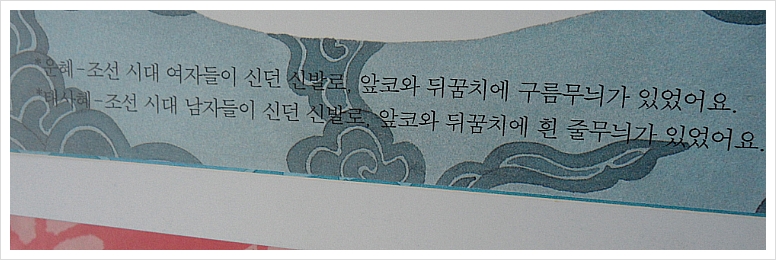 *운혜-조선 시대 여자들이 신던 신발로, 앞코와 뒤꿈치에 구름무늬가 있었어요.
*태사혜-조선 시대 남자들이 신던 신발로, 앞코와 뒤꿈치에 흰 줄무늬가 있었어요.